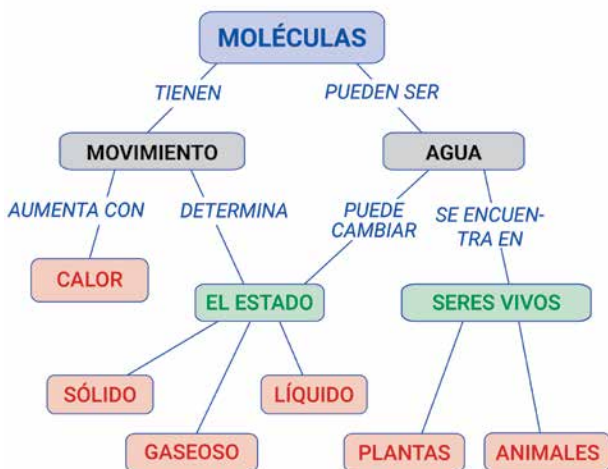 MOLÉCULAS
TIENEN
PUEDEN SER
MOVIMIENTO
AGUA
AUMENTA CON
DETERMINA
PUEDE
CAMBIAR
SE ENCUEN-
TRA EN
CALOR
EL ESTADO
SERES VIVOS
SÓLIDO
LÍQUIDO
GASEOSO
PLANTAS
ANIMALES